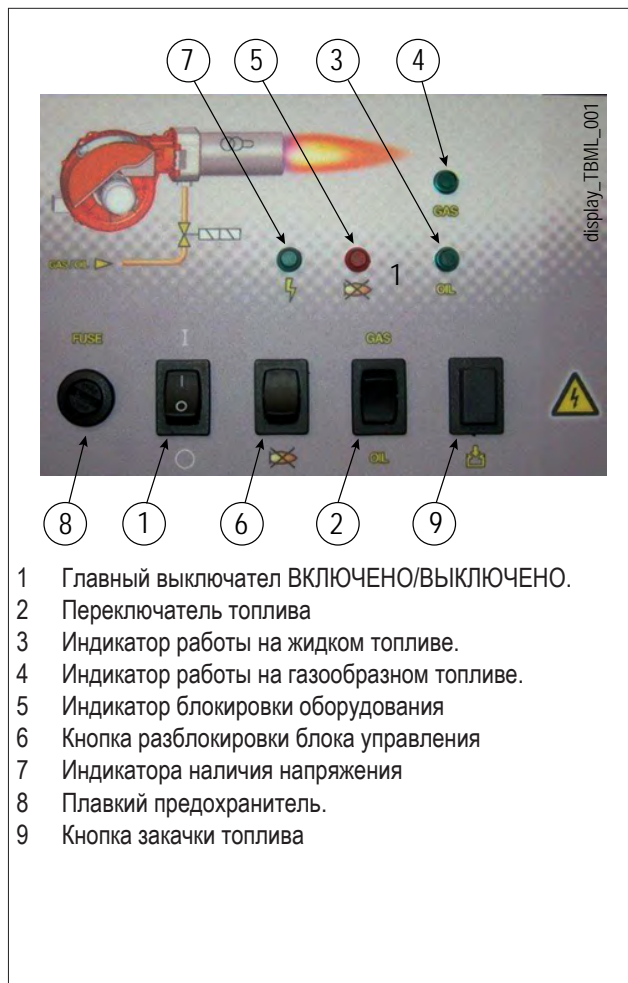 7 5 3 4
display_TBML_001
GAS
GAS/OIL
1
OIL
FUSE
I
GAS
I
O
O
OIL
8 1 6 2 9
1 Главный выключател ВКЛЮЧЕНО/ВЫКЛЮЧЕНО.
2 Переключатель топлива
3 Индикатор работы на жидком топливе.
4 Индикатор работы на газообразном топливе.
5 Индикатор блокировки оборудования
6 Кнопка разблокировки блока управления
7 Индикатора наличия напряжения
8 Плавкий предохранитель.
9 Кнопка закачки топлива